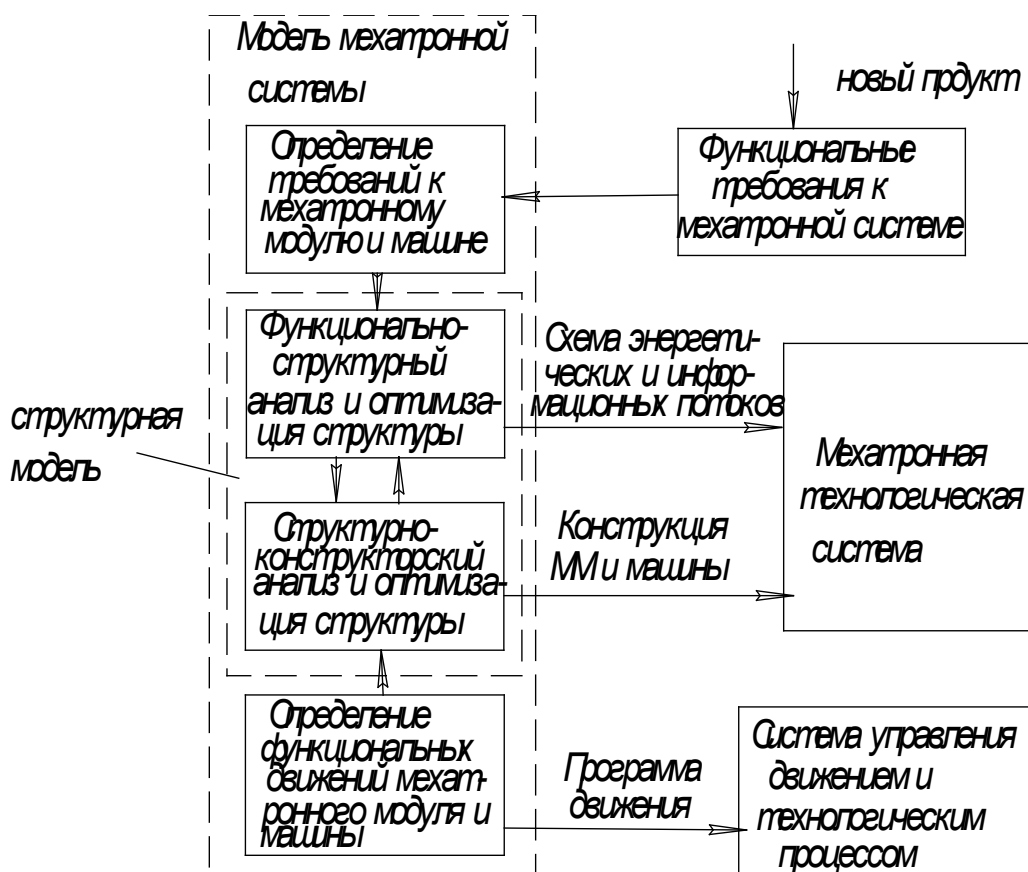 Модель мехатронной
системы
новый прдукт
Определение
требований к
мехатронному
модулю и машине
Функциональные
требования к
мехатронной системе
Функционально-
структурный
анализ и оптимиза-
ция структуры
Схема энергети-
ческих и инфор-
мационных потоков
структурная
модель
Мехатронная
технологическая
система
Структурно-
конструкторский
анализ и оптимиза-
ция структуры
Конструкция
ММ и машины
Определение
функциональных
движений мехат-
ронного модуля и
машины
Программа
движения
Система управления
движением и
технологическим
процессом